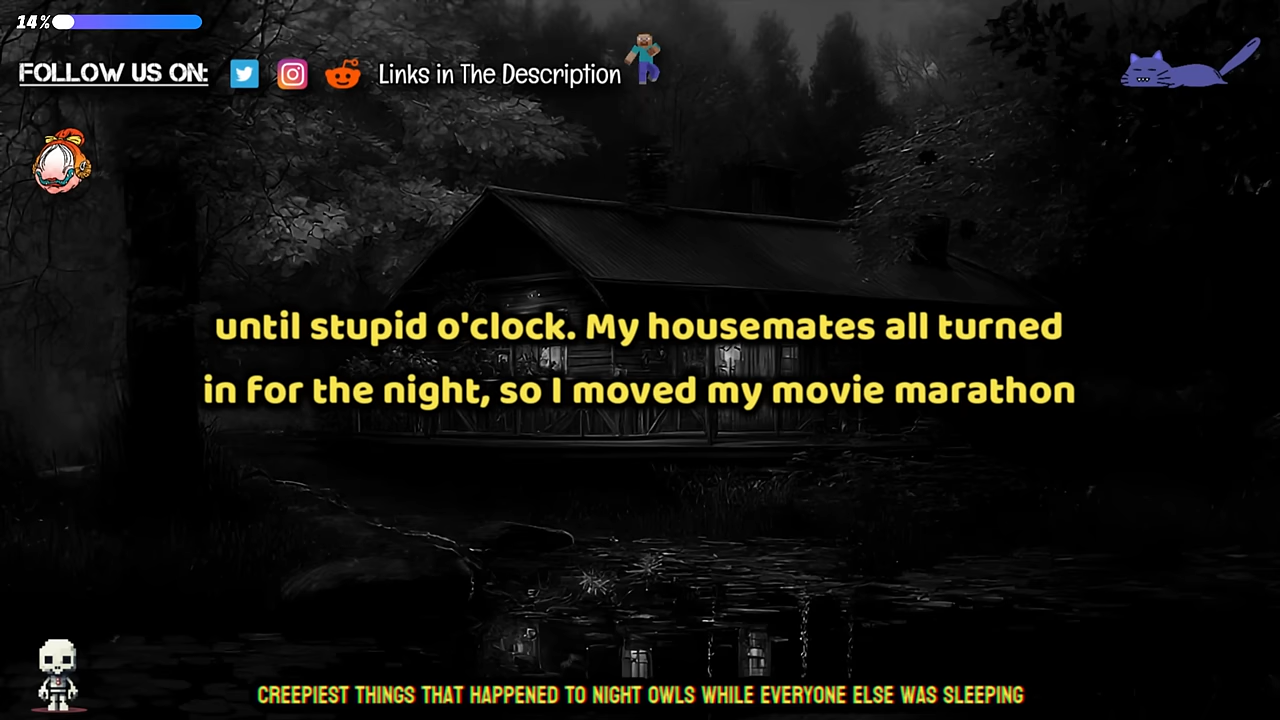 14%
FOLLOW US ON: Links in The Description
until stupid o'clock. My housemates all turned
in for the night, so I moved my movie marathon
CREEPIEST THINGS THAT HAPPENED TO NIGHT OWLS WHILE EVERYONE ELSE WAS SLEEPING